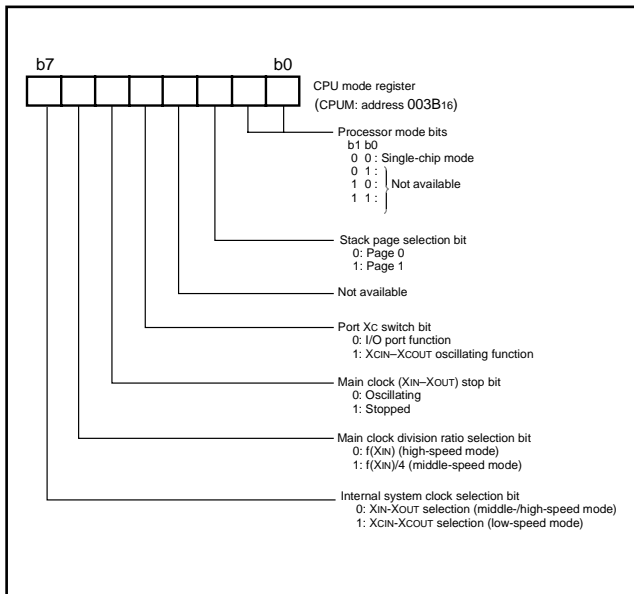 b7 b0
CPU mode register
(CPUM: address 003B16)
Processor mode bits
b1 b0
0 0 : Single-chip mode
0 1 :
1 0 : Not available
1 1 :
Stack page selection bit
0: Page 0
1: Page 1
Not available
Port XC switch bit
0: I/O port function
1: XCIN–XCOUT oscillating function
Main clock (XIN–XOUT) stop bit
0: Oscillating
1: Stopped
Main clock division ratio selection bit
0: f(XIN) (high-speed mode)
1: f(XIN)/4 (middle-speed mode)
Internal system clock selection bit
0: XIN-XOUT selection (middle-/high-speed mode)
1: XCIN-XCOUT selection (low-speed mode)